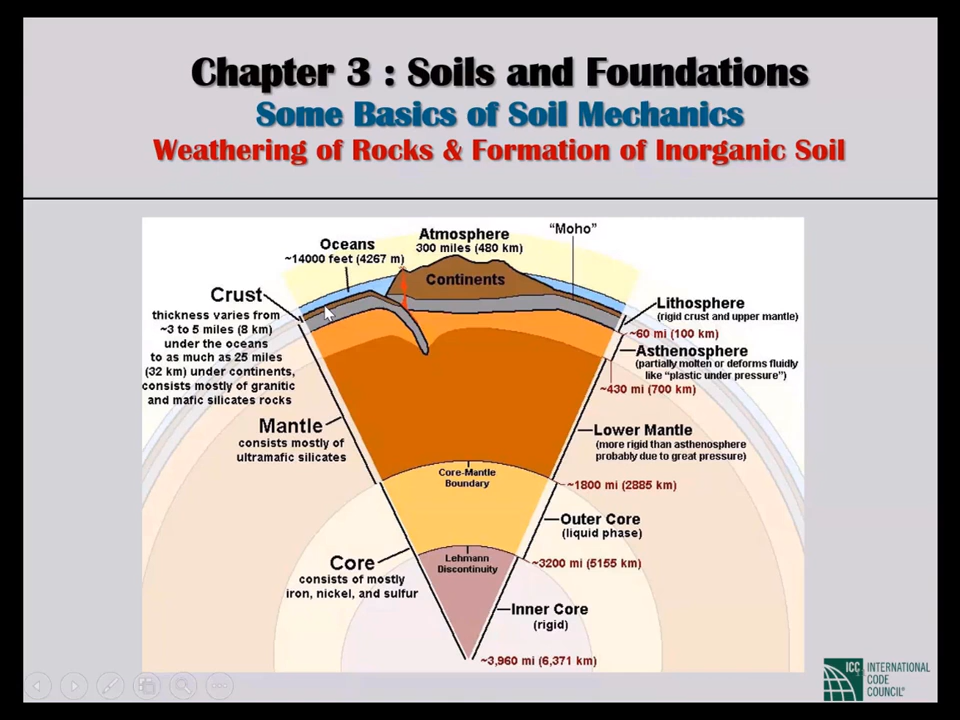 Chapter 3 : Soils and Foundations
Some Basics of Soil Mechanics
Weathering of Rocks & Formation of Inorganic Soil
Oceans
~14000 feet (4267 m)
Atmosphere
300 miles (480 km)
"Moho"
Continents
Crust
thickness varies from
~3 to 5 miles (8 km)
under the oceans
to as much as 25 miles
(32 km) under continents,
consists mostly of granitic
and mafic silicates rocks
Lithosphere
(rigid crust and upper mantle)
~60 mi (100 km)
Asthenosphere
(partially molten or deforms fluidly
like "plastic under pressure")
~430 mi (700 km)
Mantle
consists mostly of
ultramafic silicates
Lower Mantle
(more rigid than asthenosphere
probably due to great pressure)
Core-Mantle
Boundary
~1800 mi (2885 km)
Outer Core
(liquid phase)
Core
consists of mostly
iron, nickel, and sulfur
Lehmann
Discontinuity
~3200 mi (5155 km)
Inner Core
(rigid)
~3,960 mi (6,371 km)
ICC
INTERNATIONAL
CODE
COUNCIL®